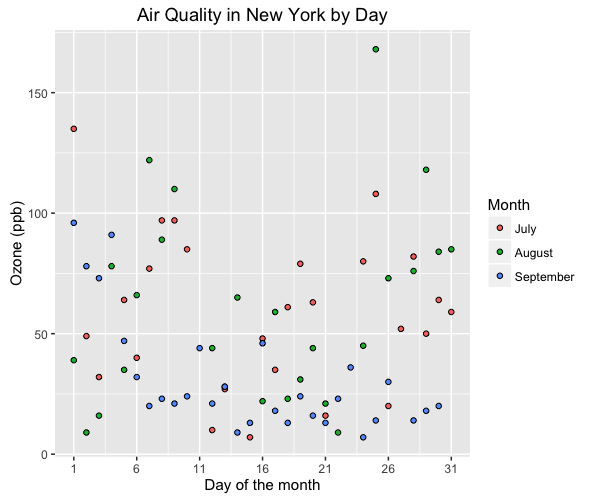 Air Quality in New York by Day
Ozone (ppb)
150
100
50
0
1 6 11 16 21 26 31
Day of the month
Month
July
August
September